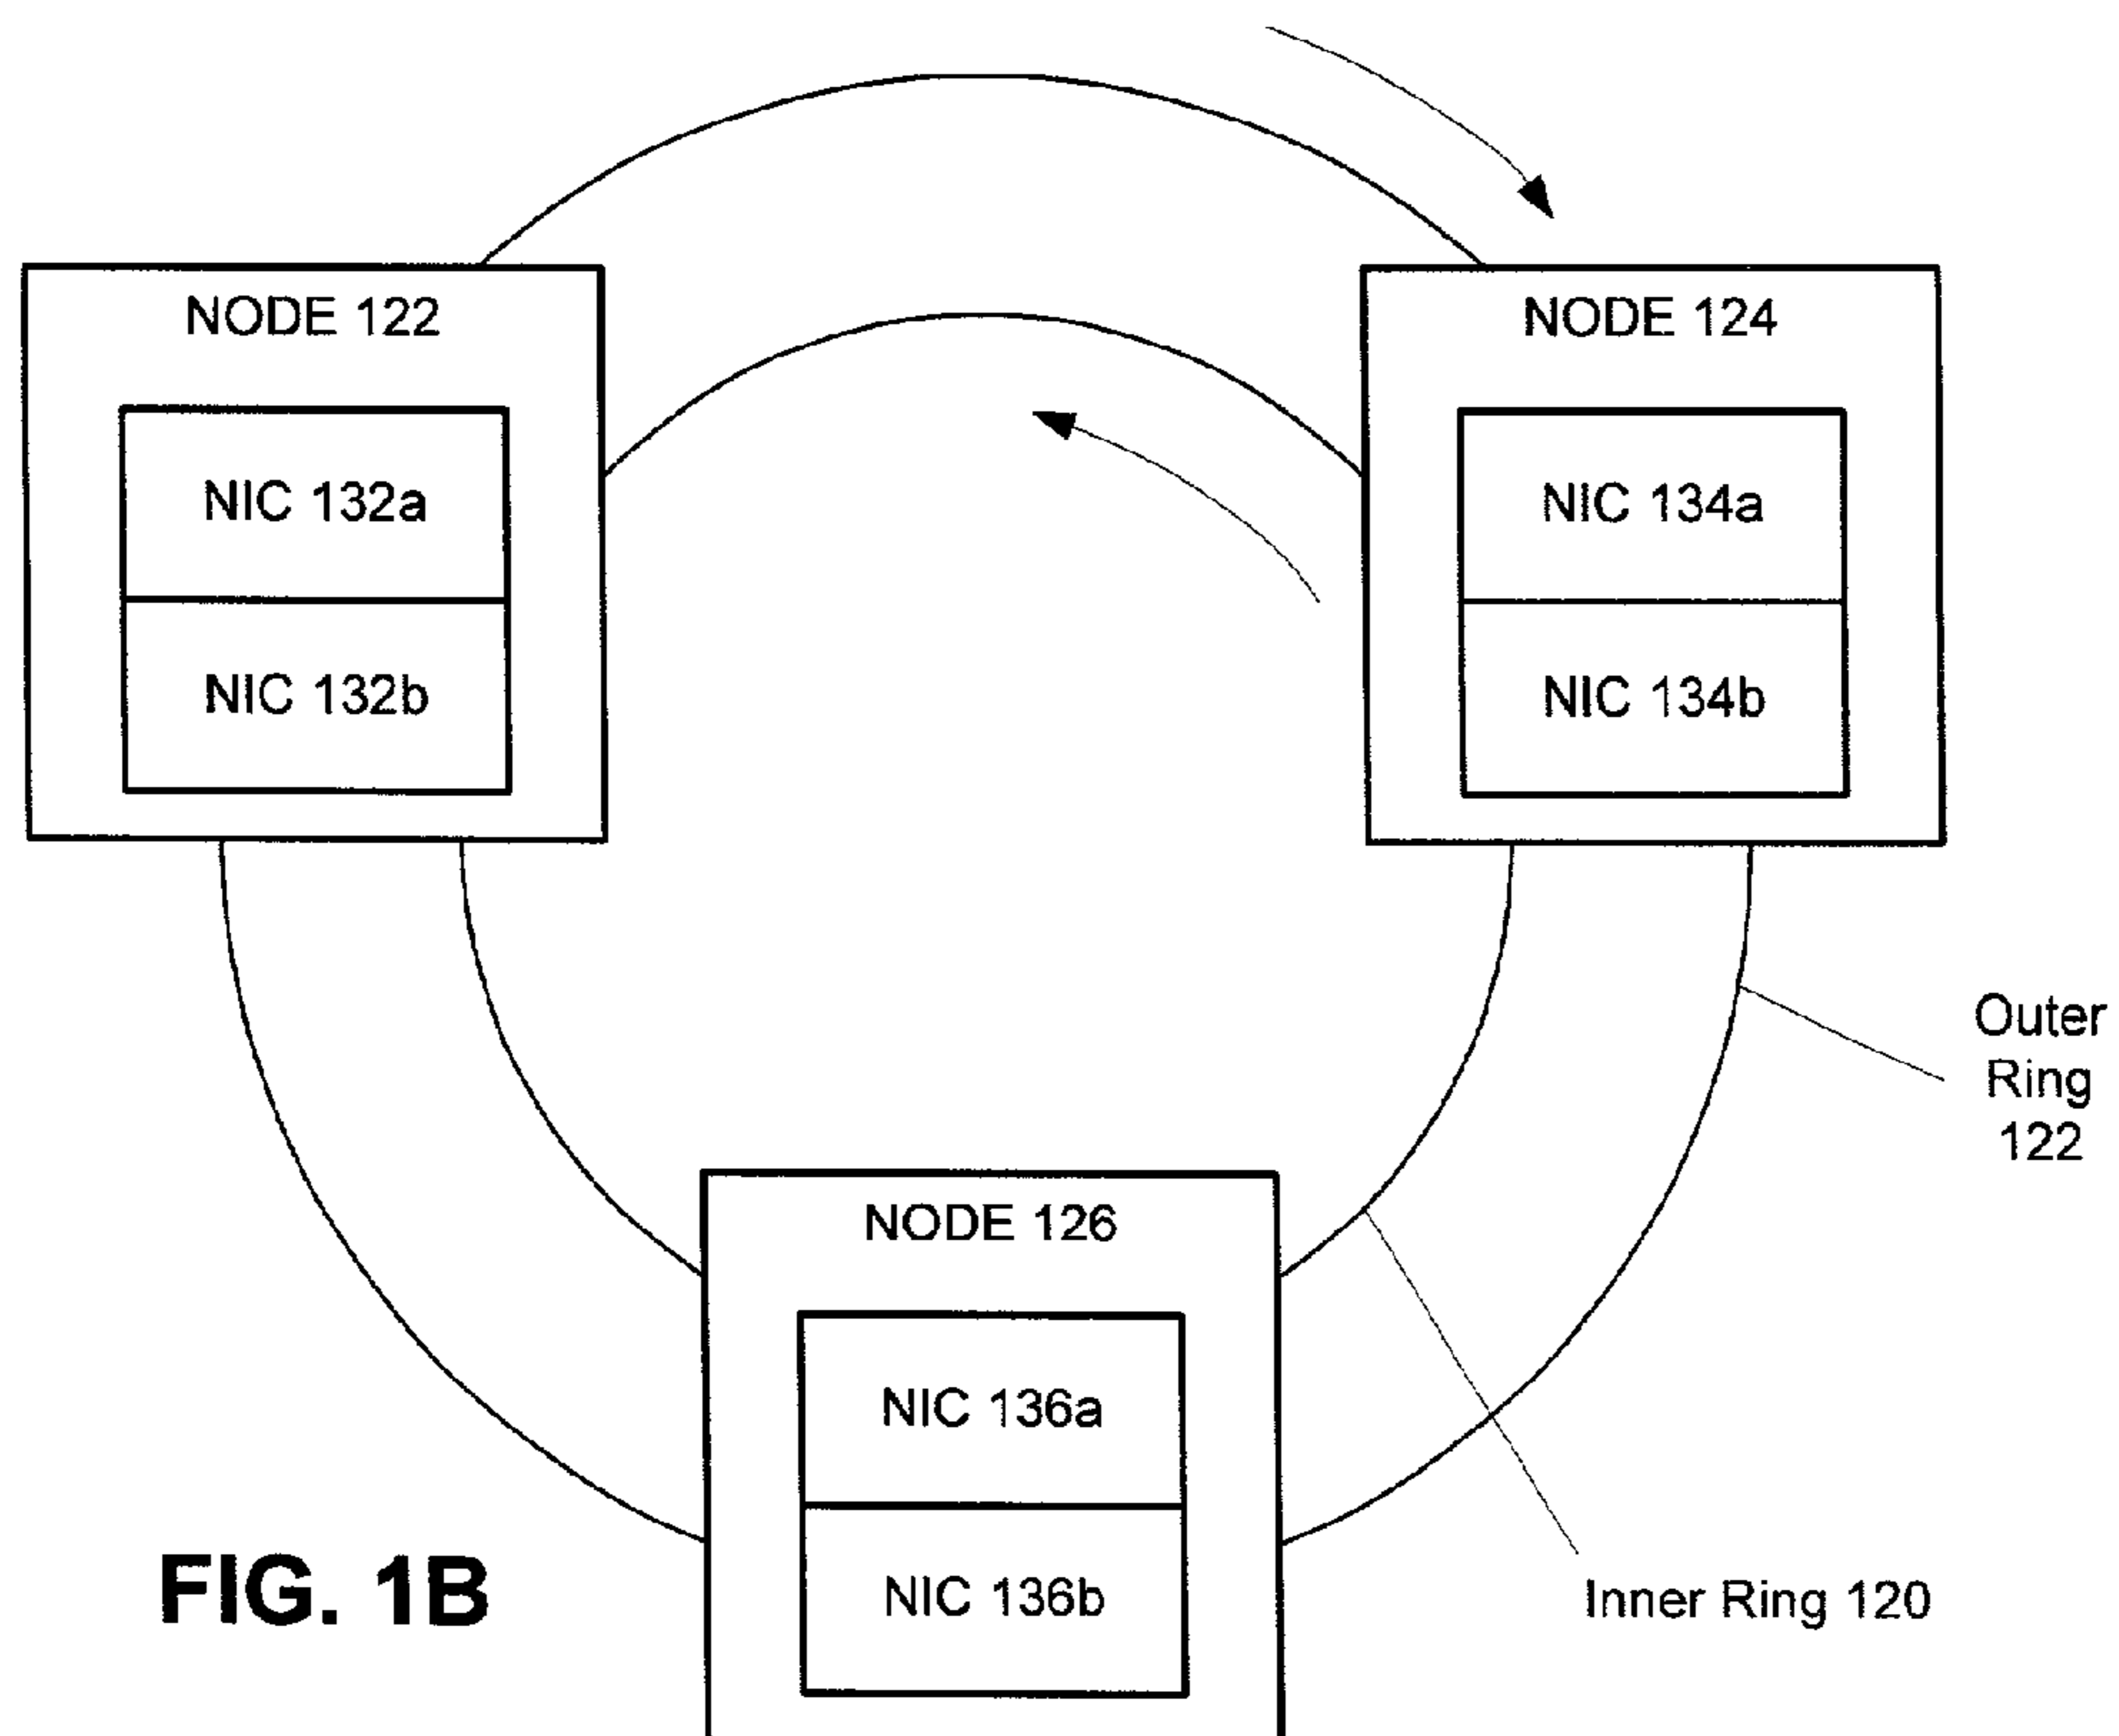 NODE 122
NIC 132a
NIC 132b
NODE 124
NIC 134a
NIC 134b
Outer
Ring
122
NODE 126
NIC 136a
NIC 136b
Inner Ring 120
FIG. 1B